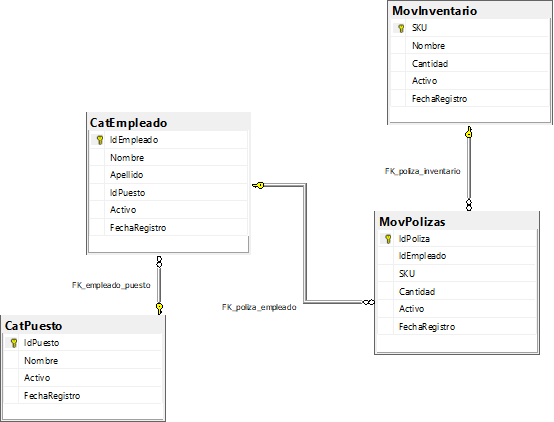 MovInventario
SKU
Nombre
Cantidad
Activo
FechaRegistro
CatEmpleado
IdEmpleado
Nombre
Apellido
IdPuesto
Activo
FechaRegistro
FK_poliza_inventario
MovPolizas
IdPoliza
IdEmpleado
SKU
Cantidad
Activo
FechaRegistro
FK_empleado_puesto
FK_poliza_empleado
CatPuesto
IdPuesto
Nombre
Activo
FechaRegistro